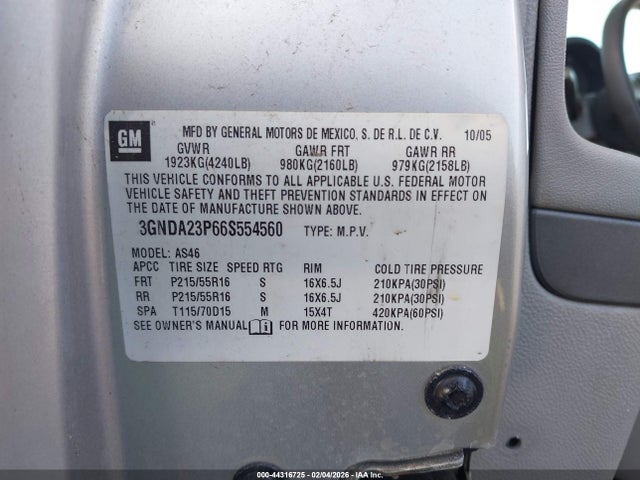 GM
MFD BY GENERAL MOTORS DE MEXICO, S. DE R.L. DE C.V. 10/05
GVWR GAWR FRT GAWR RR
1923KG(4240LB) 980KG(2160LB) 979KG(2158LB)
THIS VEHICLE CONFORMS TO ALL APPLICABLE U.S. FEDERAL MOTOR
VEHICLE SAFETY AND THEFT PREVENTION STANDARDS IN EFFECT ON
THE DATE OF MANUFACTURE SHOWN ABOVE.
3GNDA23P66S554560 TYPE: M.P.V.
MODEL: AS46
APCC TIRE SIZE SPEED RTG RIM COLD TIRE PRESSURE
FRT P215/55R16 S 16X6.5J 210KPA(30PSI)
RR P215/55R16 S 16X6.5J 210KPA(30PSI)
SPA T115/70D15 M 15X4T 420KPA(60PSI)
SEE OWNER'S MANUAL FOR MORE INFORMATION.
000-44316725 - 02/04/2026 - IAA Inc.